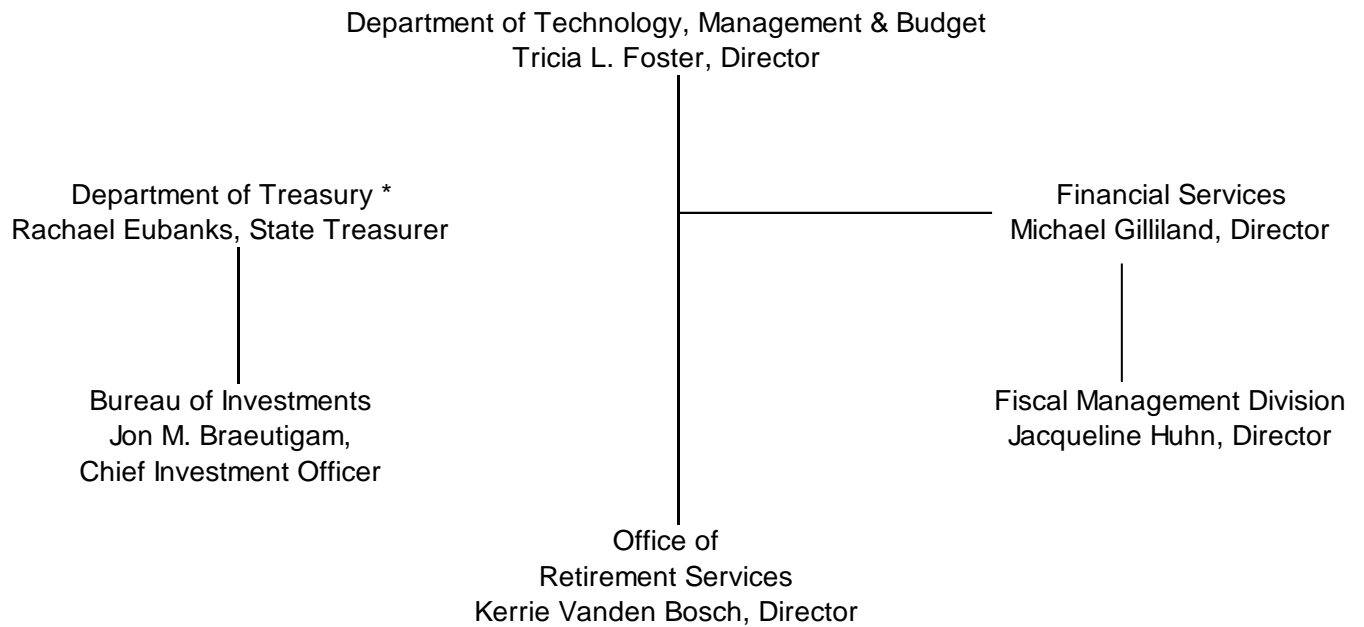 Department of Technology, Management & Budget
Tricia L. Foster, Director
Department of Treasury *
Rachael Eubanks, State Treasurer
Financial Services
Michael Gilliland, Director
Bureau of Investments
Jon M. Braeutigam,
Chief Investment Officer
Fiscal Management Division
Jacqueline Huhn, Director
Office of
Retirement Services
Kerrie Vanden Bosch, Director